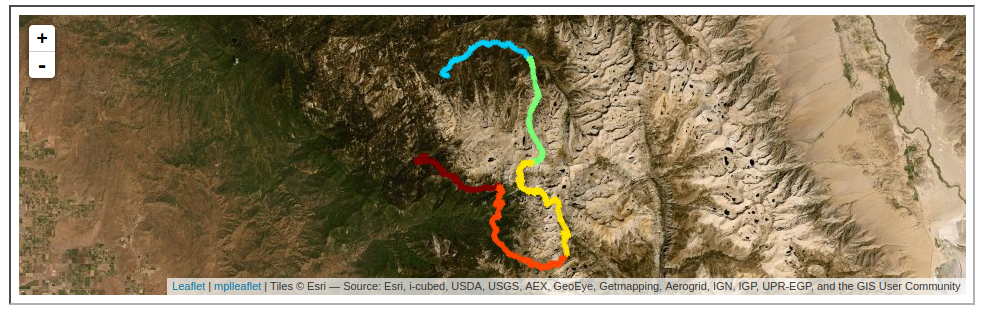 +
-
Leaflet | mplleaflet | Tiles © Esri — Source: Esri, i-cubed, USDA, USGS, AEX, GeoEye, Getmapping, Aerogrid, IGN, IGP, UPR-EGP, and the GIS User Community